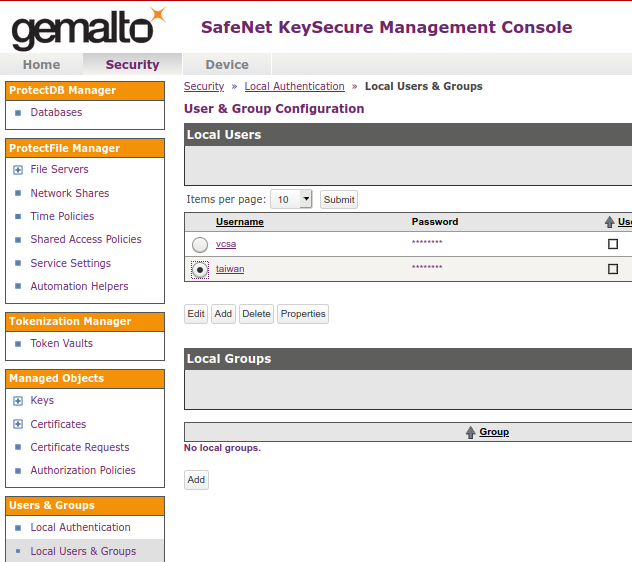 gemalto
SafeNet KeySecure Management Console
Home Security Device
ProtectDB Manager
Databases
ProtectFile Manager
File Servers
Network Shares
Time Policies
Shared Access Policies
Service Settings
Automation Helpers
Tokenization Manager
Token Vaults
Managed Objects
Keys
Certificates
Certificate Requests
Authorization Policies
Users & Groups
Local Authentication
Local Users & Groups
Security » Local Authentication » Local Users & Groups
User & Group Configuration
Local Users
Items per page: 10 Submit
Username Password
vcsa ********
taiwan ********
Edit Add Delete Properties
Local Groups
Group
No local groups.
Add